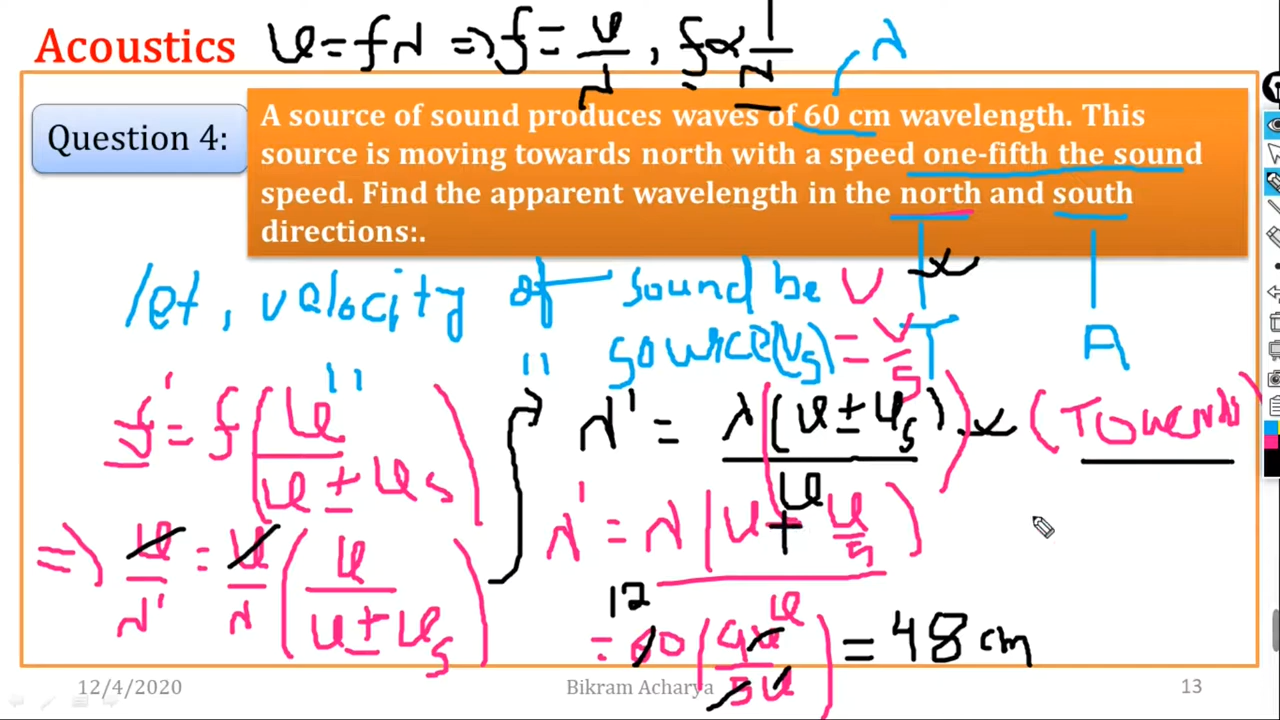 Acoustics v = fλ ⇒ f = v/λ , f ∝ 1/λ
λ
Question 4:
A source of sound produces waves of 60 cm wavelength. This
source is moving towards north with a speed one-fifth the sound
speed. Find the apparent wavelength in the north and south
directions:.
let, velocity of sound be v
" " source(vs) = v/5
T A
f' = f (v / v ± vs)
λ' = λ (v ± vs) / v (Towards)
⇒ v/λ' = v/λ (v / v ± vs)
λ' = λ (v + v/5) / v
= 60 (4v / 5v) = 48 cm
12
12/4/2020
Bikram Acharya
13